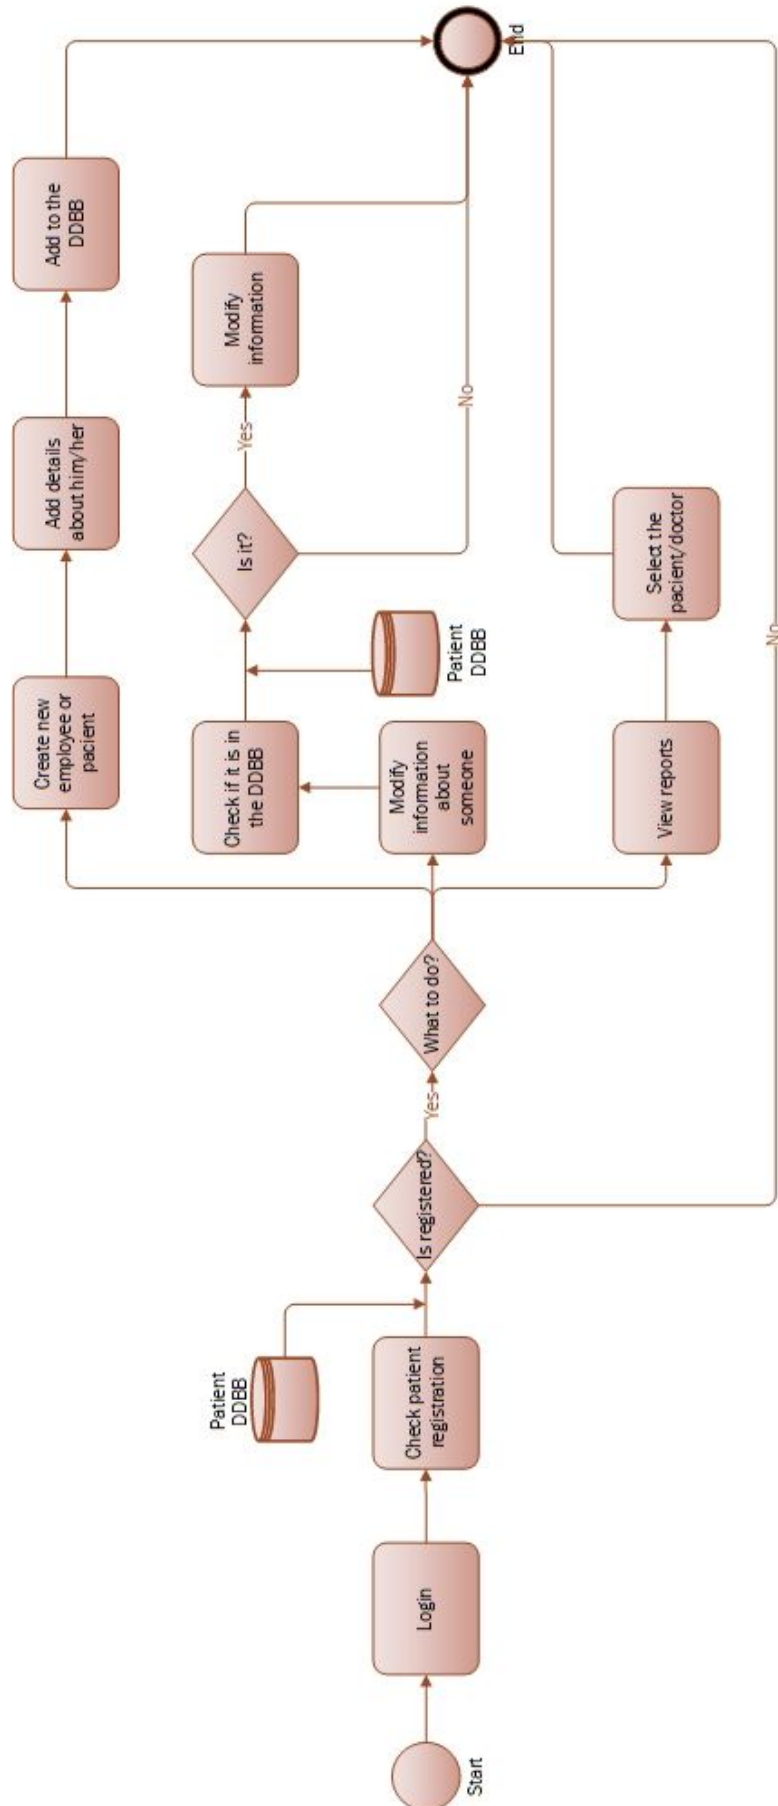 Start
Login
Check patient
registration
Patient
DDBB
Is registered?
Yes
No
What to do?
Create new
employee or
pacient
Add details
about him/her
Add to the
DDBB
Modify
information
about
someone
Check if it is in
the DDBB
Patient
DDBB
Is it?
Yes
No
Modify
information
View reports
Select the
pacient/doctor
End